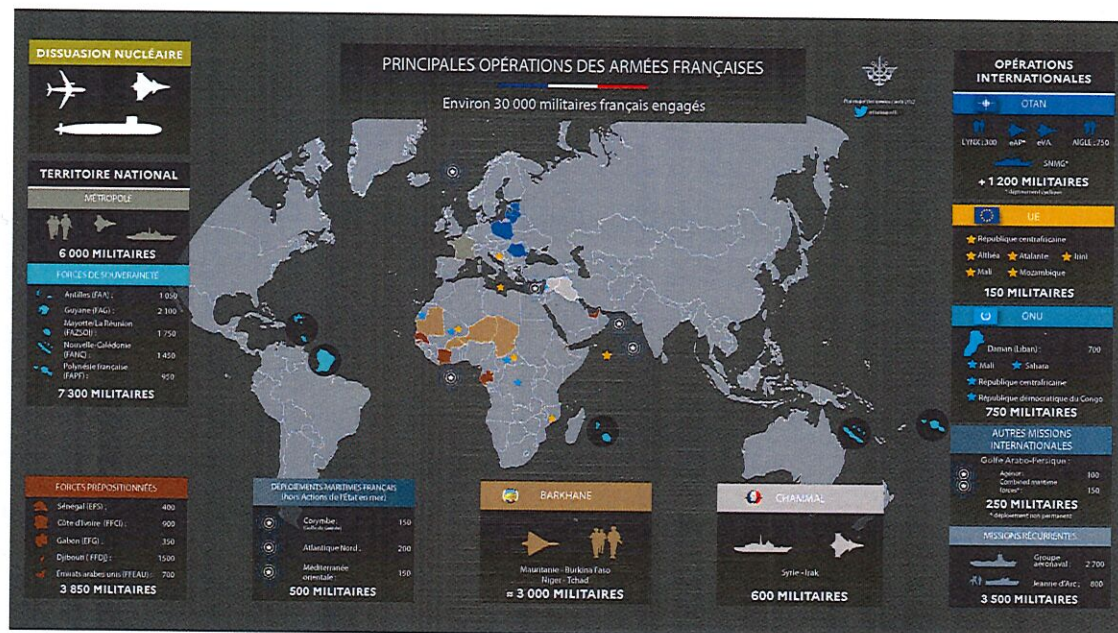 DISSUASION NUCLÉAIRE
TERRITOIRE NATIONAL
MÉTROPOLE
6 000 MILITAIRES
FORCES DE SOUVERAINETÉ
Antilles (FAA) : 1 050
Guyane (FAG) : 2 100
Mayotte/La Réunion
(FAZSOI) : 1 750
Nouvelle-Calédonie
(FANC) : 1 450
Polynésie française
(FAPF) : 950
7 300 MILITAIRES
PRINCIPALES OPÉRATIONS DES ARMÉES FRANÇAISES
Environ 30 000 militaires français engagés
OPÉRATIONS
INTERNATIONALES
OTAN
LYNX : 300 eAP* eVA AIGLE : 750
SNMG*
+ 1 200 MILITAIRES
UE
République centrafricaine
Althéa Atalante Irini
Mali Mozambique
150 MILITAIRES
ONU
Daman (Liban) : 700
Mali Sahara
République centrafricaine
République démocratique du Congo
750 MILITAIRES
AUTRES MISSIONS
INTERNATIONALES
Golfe Arabo-Persique :
Agénor : 100
Combined maritime
forces* : 150
250 MILITAIRES
* déploiement non permanent
MISSIONS RÉCURRENTES
Groupe
aéronaval : 2 700
Jeanne d'Arc : 800
3 500 MILITAIRES
FORCES PRÉPOSITIONNÉES
Sénégal (EFS) : 400
Côte d'Ivoire (FFCI) : 900
Gabon (EFG) : 350
Djibouti (FFDJ) : 1500
Émirats arabes unis (FFEAU) : 700
3 850 MILITAIRES
DÉPLOIEMENTS MARITIMES FRANÇAIS
(hors Actions de l'État en mer)
Corymbe : 150
Atlantique Nord : 200
Méditerranée
orientale : 150
500 MILITAIRES
BARKHANE
Mauritanie - Burkina Faso
Niger - Tchad
≈ 3 000 MILITAIRES
CHAMMAL
Syrie - Irak
600 MILITAIRES